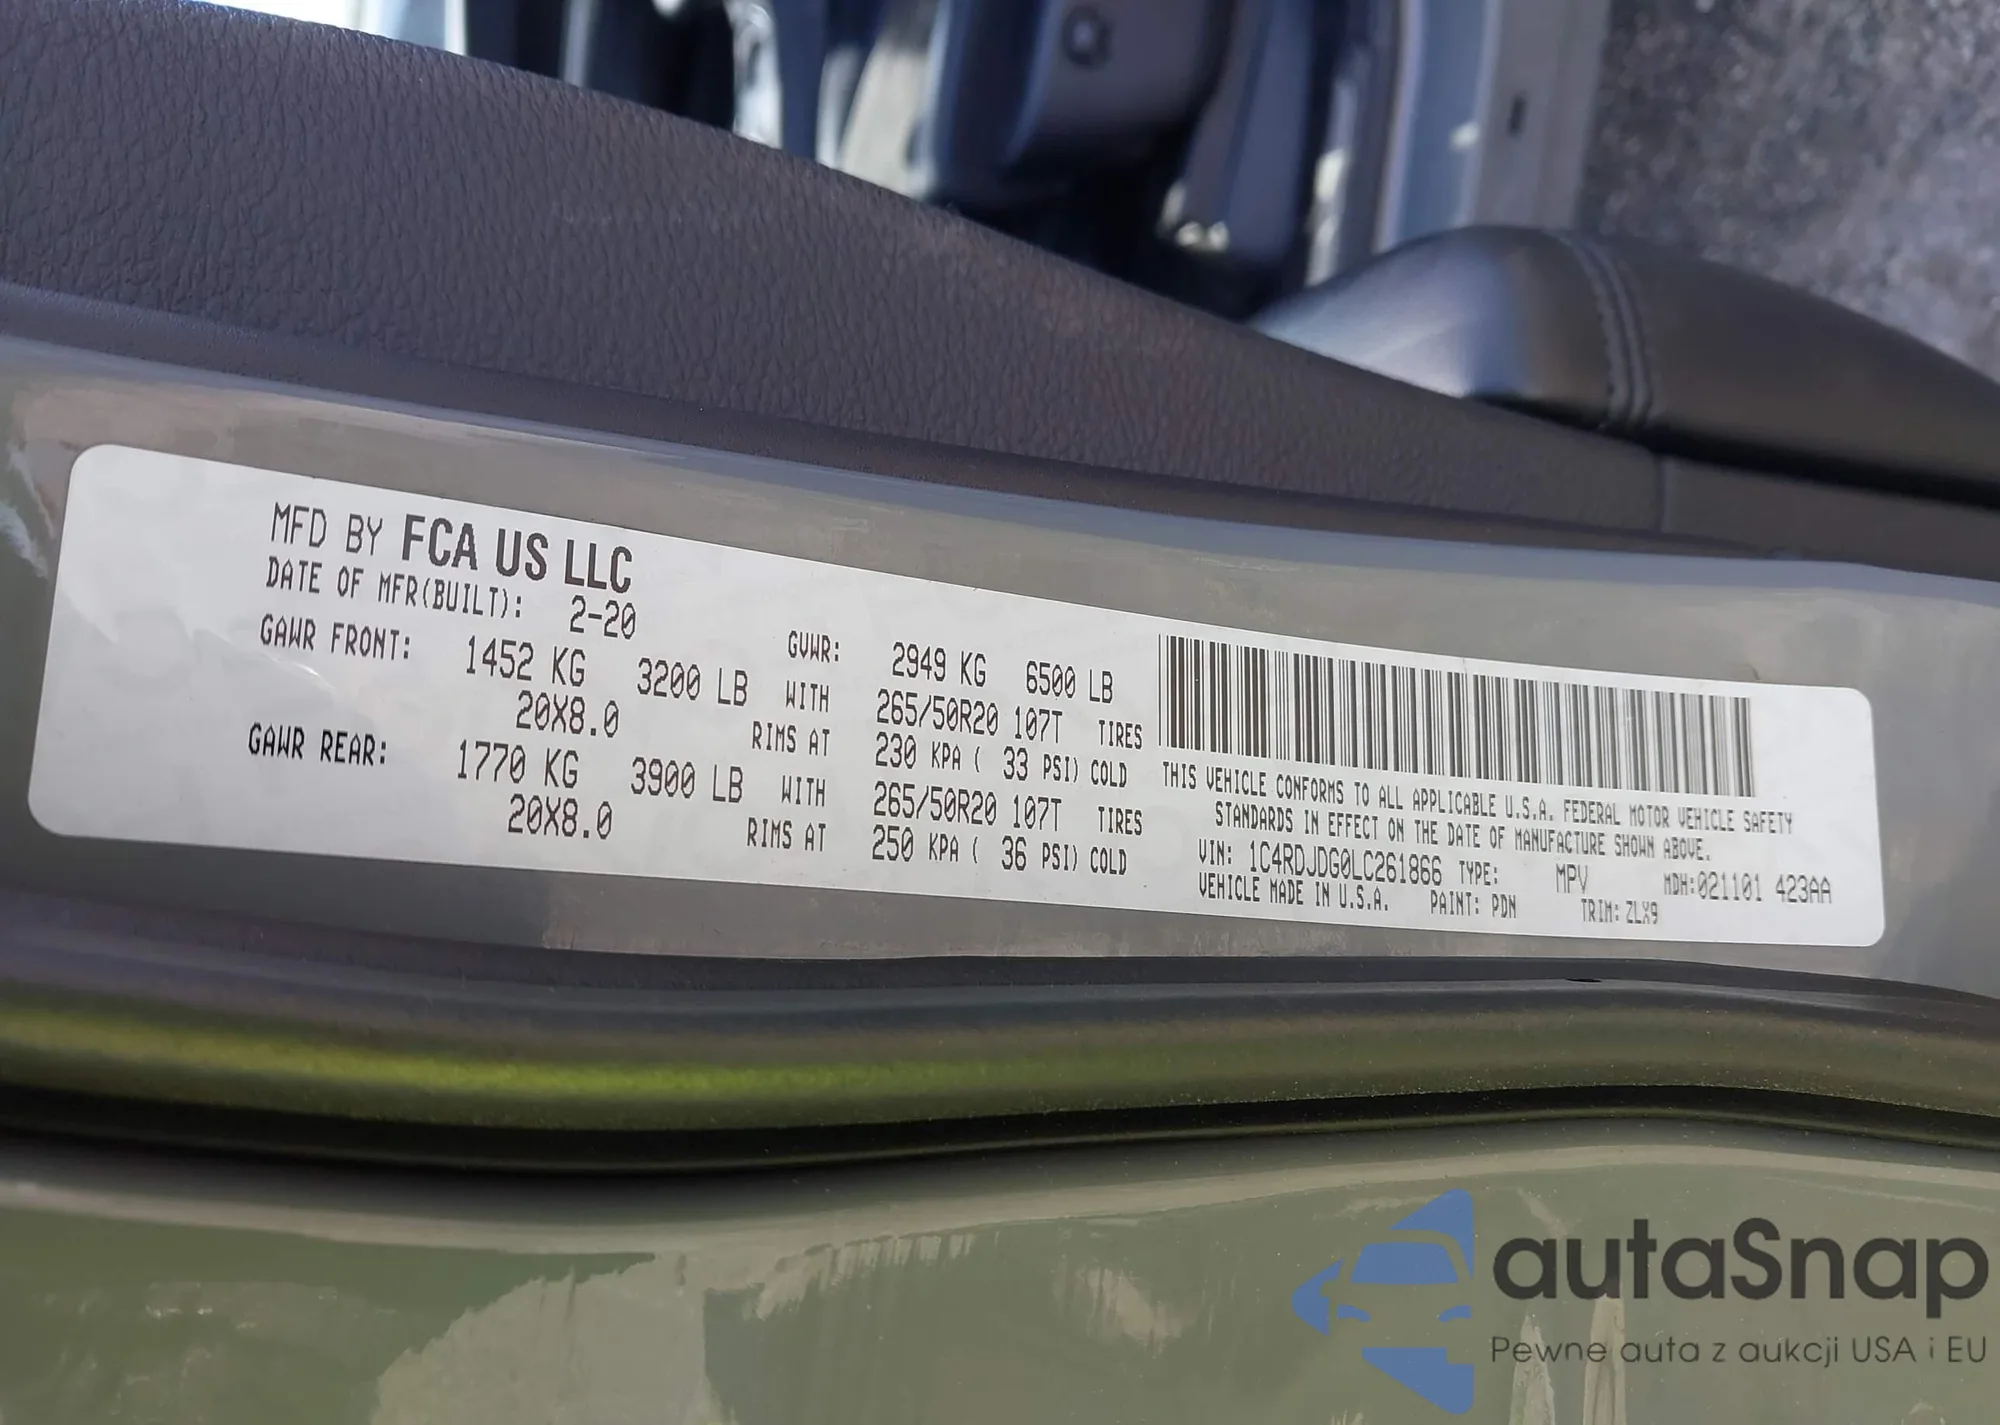 MFD BY FCA US LLC
DATE OF MFR(BUILT): 2-20 GVWR: 2949 KG 6500 LB
GAWR FRONT: 1452 KG 3200 LB WITH 265/50R20 107T TIRES
20X8.0 RIMS AT 230 KPA ( 33 PSI) COLD
GAWR REAR: 1770 KG 3900 LB WITH 265/50R20 107T TIRES
20X8.0 RIMS AT 250 KPA ( 36 PSI) COLD
THIS VEHICLE CONFORMS TO ALL APPLICABLE U.S.A. FEDERAL MOTOR VEHICLE SAFETY
STANDARDS IN EFFECT ON THE DATE OF MANUFACTURE SHOWN ABOVE.
VIN: 1C4RDJDG0LC261866 TYPE: MPV MDH:021101 423AA
VEHICLE MADE IN U.S.A. PAINT: PDN TRIM: ZLX9
autaSnap
Pewne auta z aukcji USA i EU